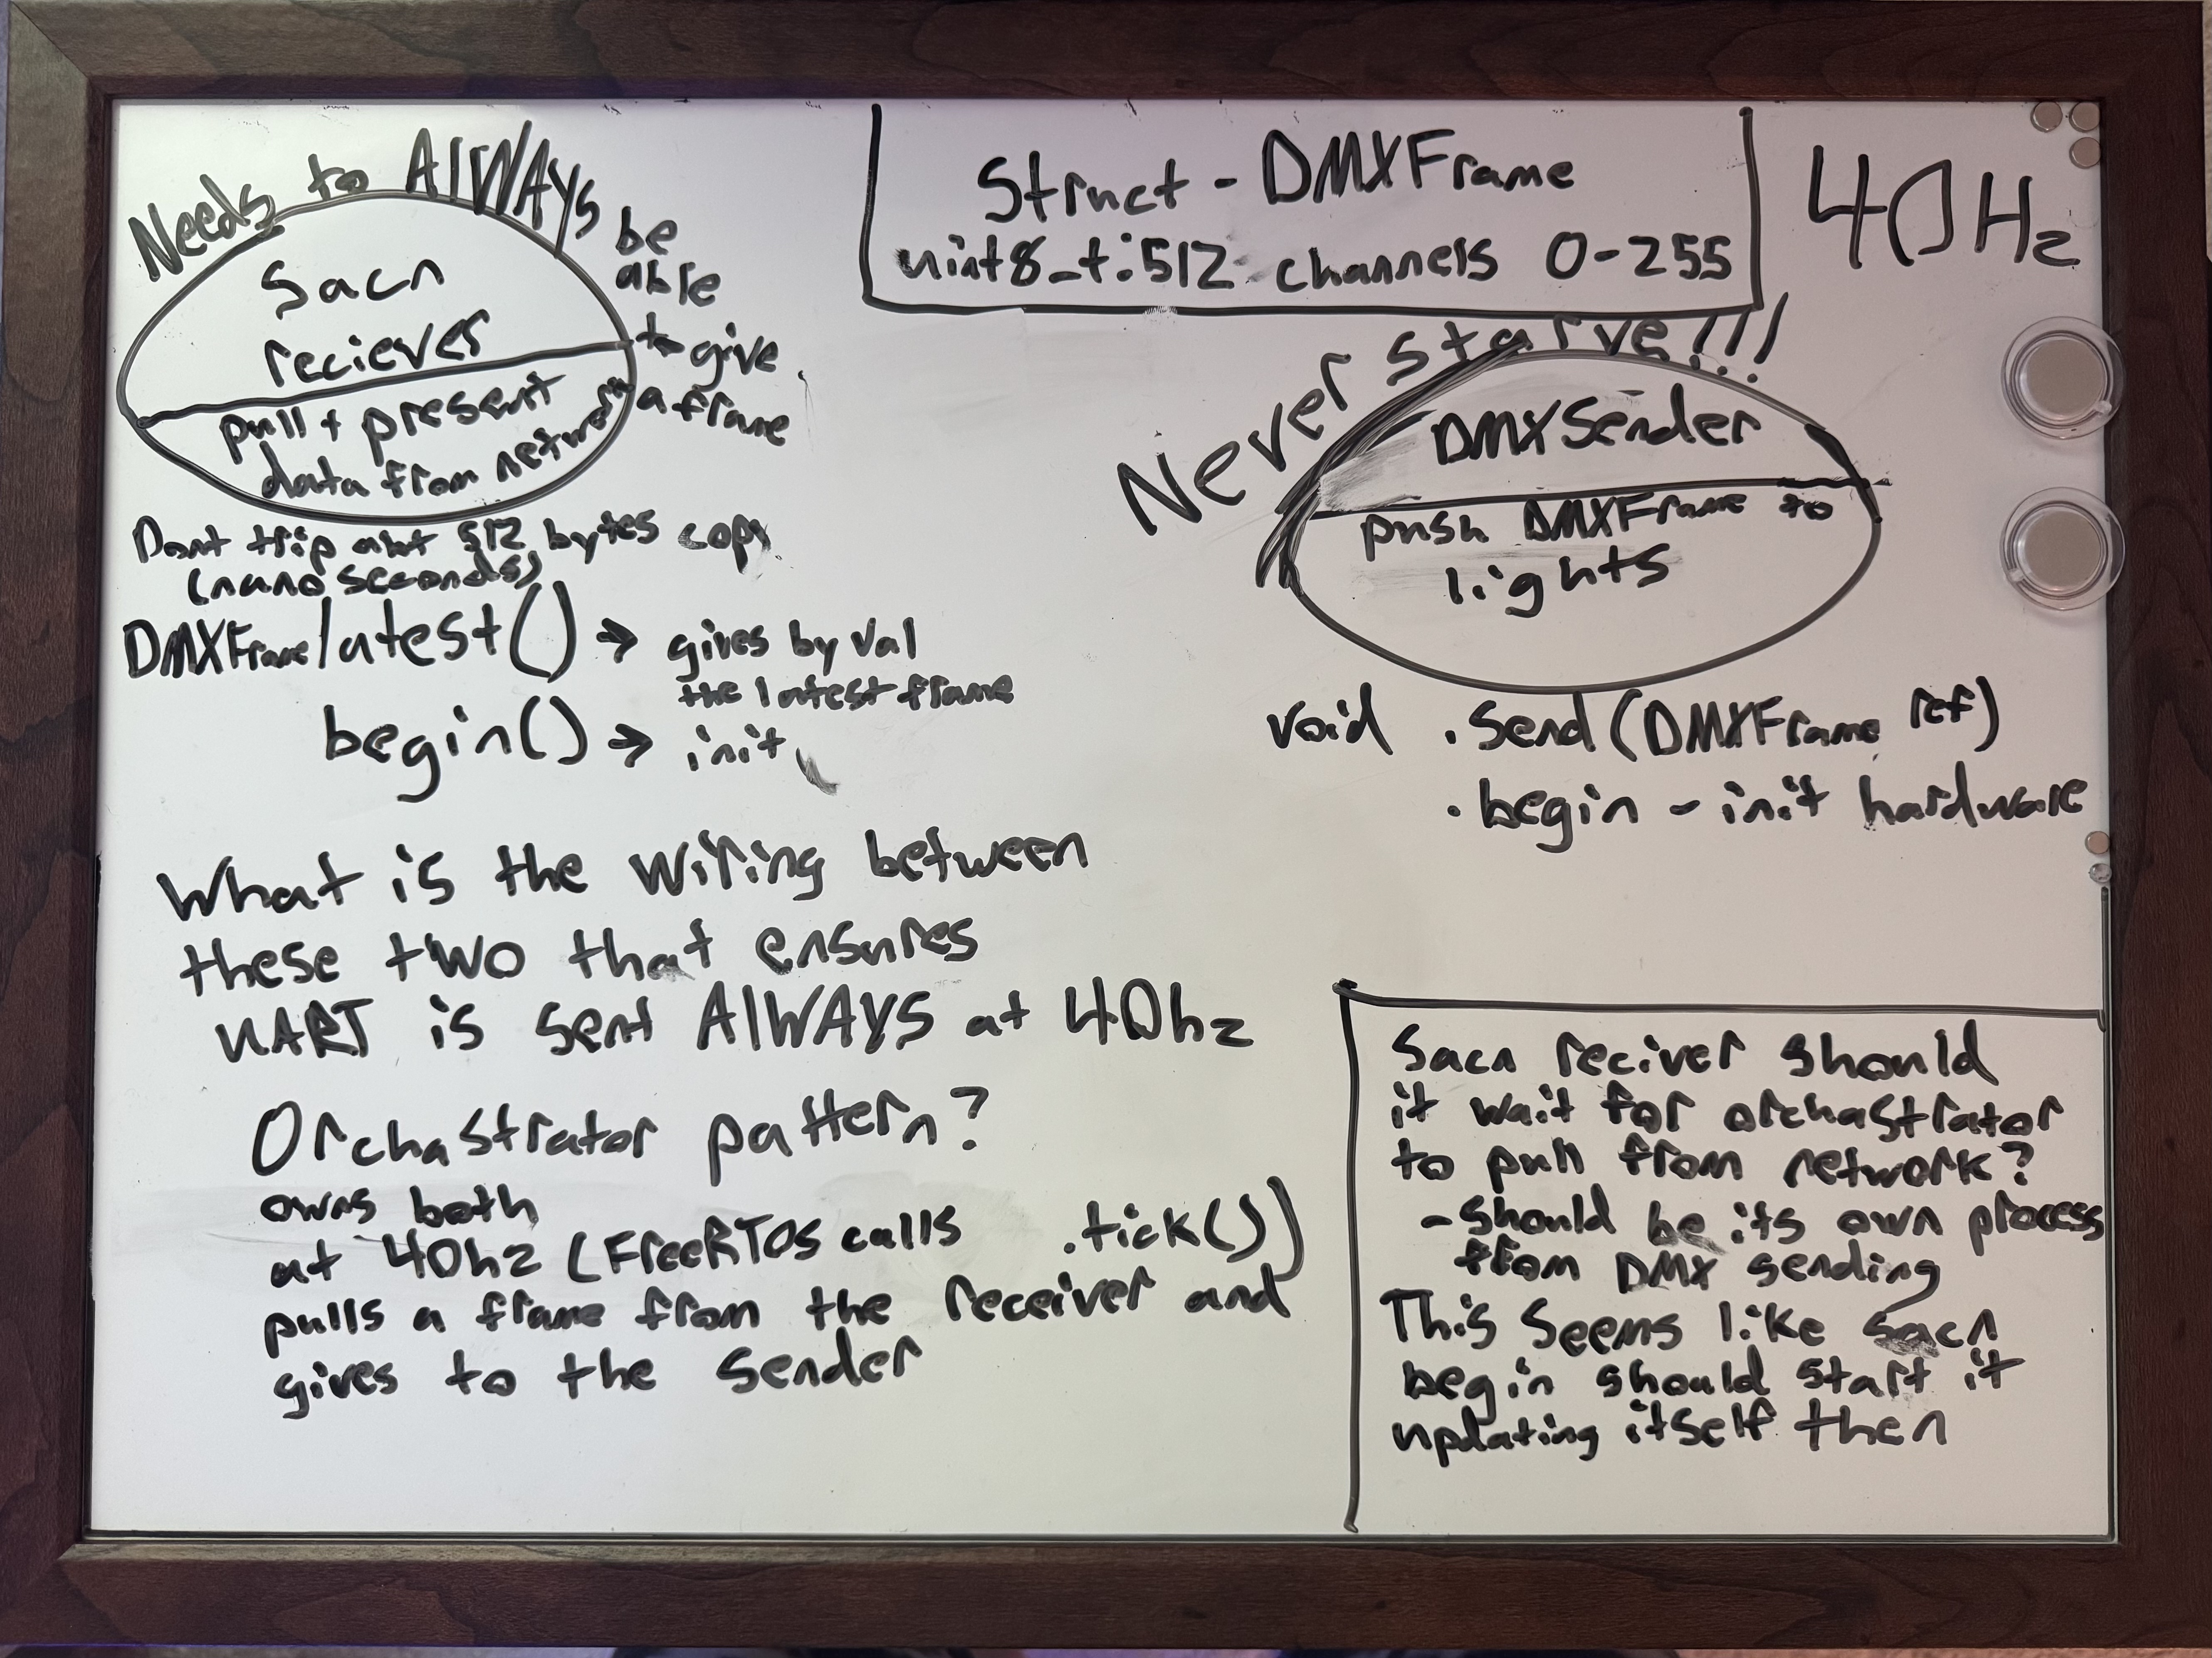 Needs to AlWAYs be
able
to give
a frame
Sacn
reciever
pull + present
data from network
Dont trip abt 512 bytes copy
(nano seconds)
DMXFrame latest() → gives by val
the latest frame
begin() → init
Struct - DMXFrame
uint8_t : 512 channels 0-255
40Hz
Never starve!!!
DMXSender
push DMXFrame to
lights
void .send(DMXFrame ref)
.begin - init hardware
What is the wiring between
these two that ensures
UART is sent AlWAYS at 40hz
Orchastrator pattern?
owns both
at 40hz (FreeRTOS calls .tick())
pulls a frame from the receiver and
gives to the sender
Sacn reciver should
it wait for orchastrator
to pull from network?
- should be its own process
from DMX sending
This seems like sacn
begin should start it
updating itself then